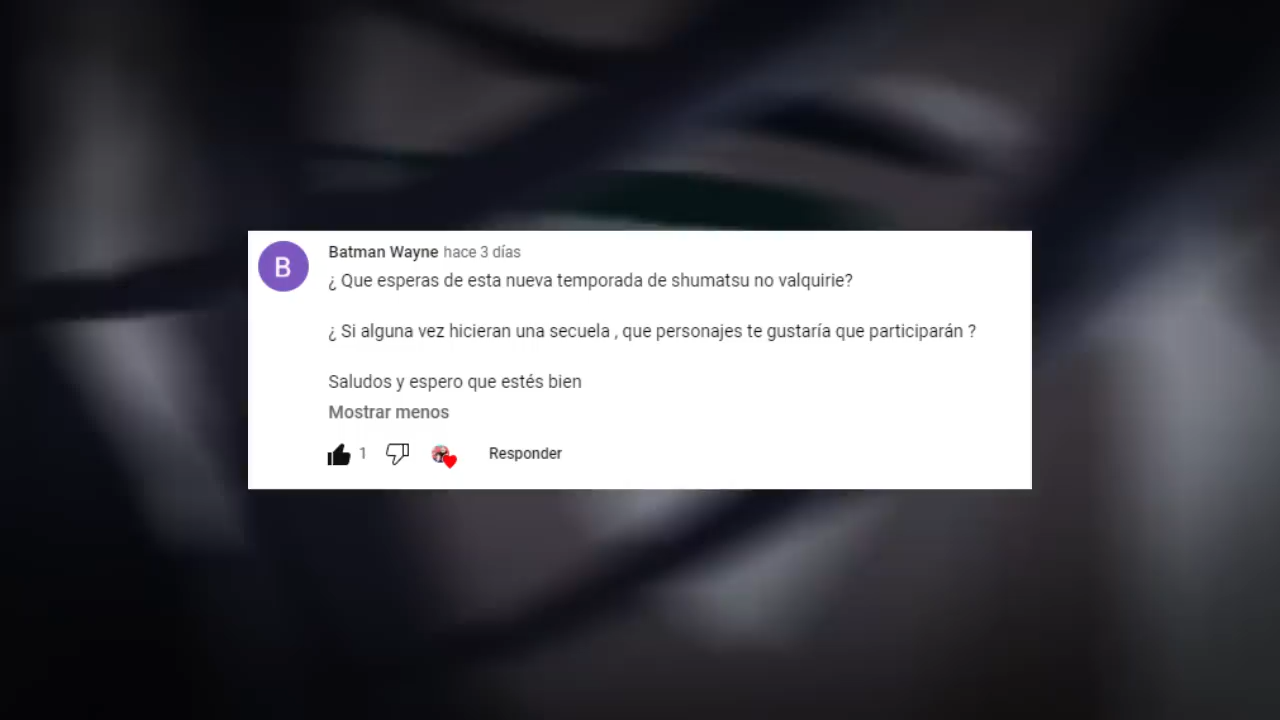 B
Batman Wayne hace 3 días
¿ Que esperas de esta nueva temporada de shumatsu no valquirie?
¿ Si alguna vez hicieran una secuela , que personajes te gustaría que participarán ?
Saludos y espero que estés bien
Mostrar menos
1 Responder